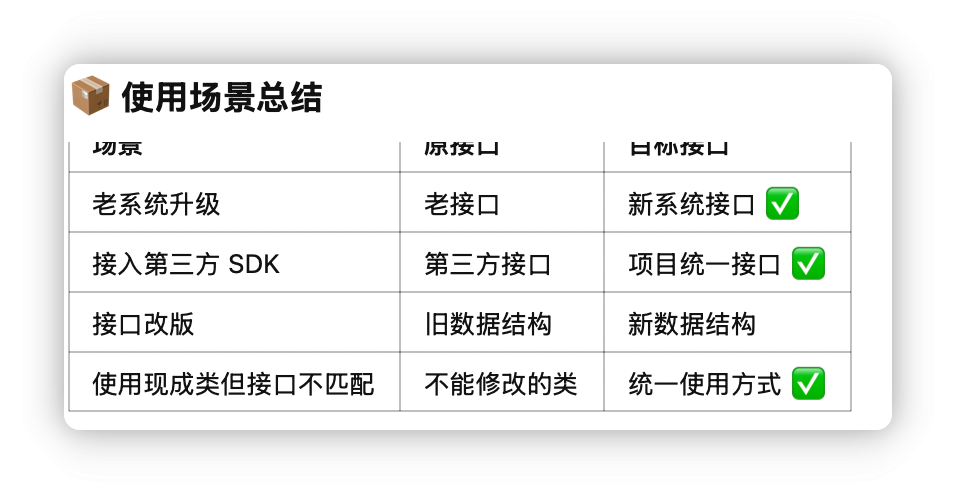 📦 使用场景总结
场景 原接口 目标接口
老系统升级 老接口 新系统接口 ✅
接入第三方 SDK 第三方接口 项目统一接口 ✅
接口改版 旧数据结构 新数据结构
使用现成类但接口不匹配 不能修改的类 统一使用方式 ✅